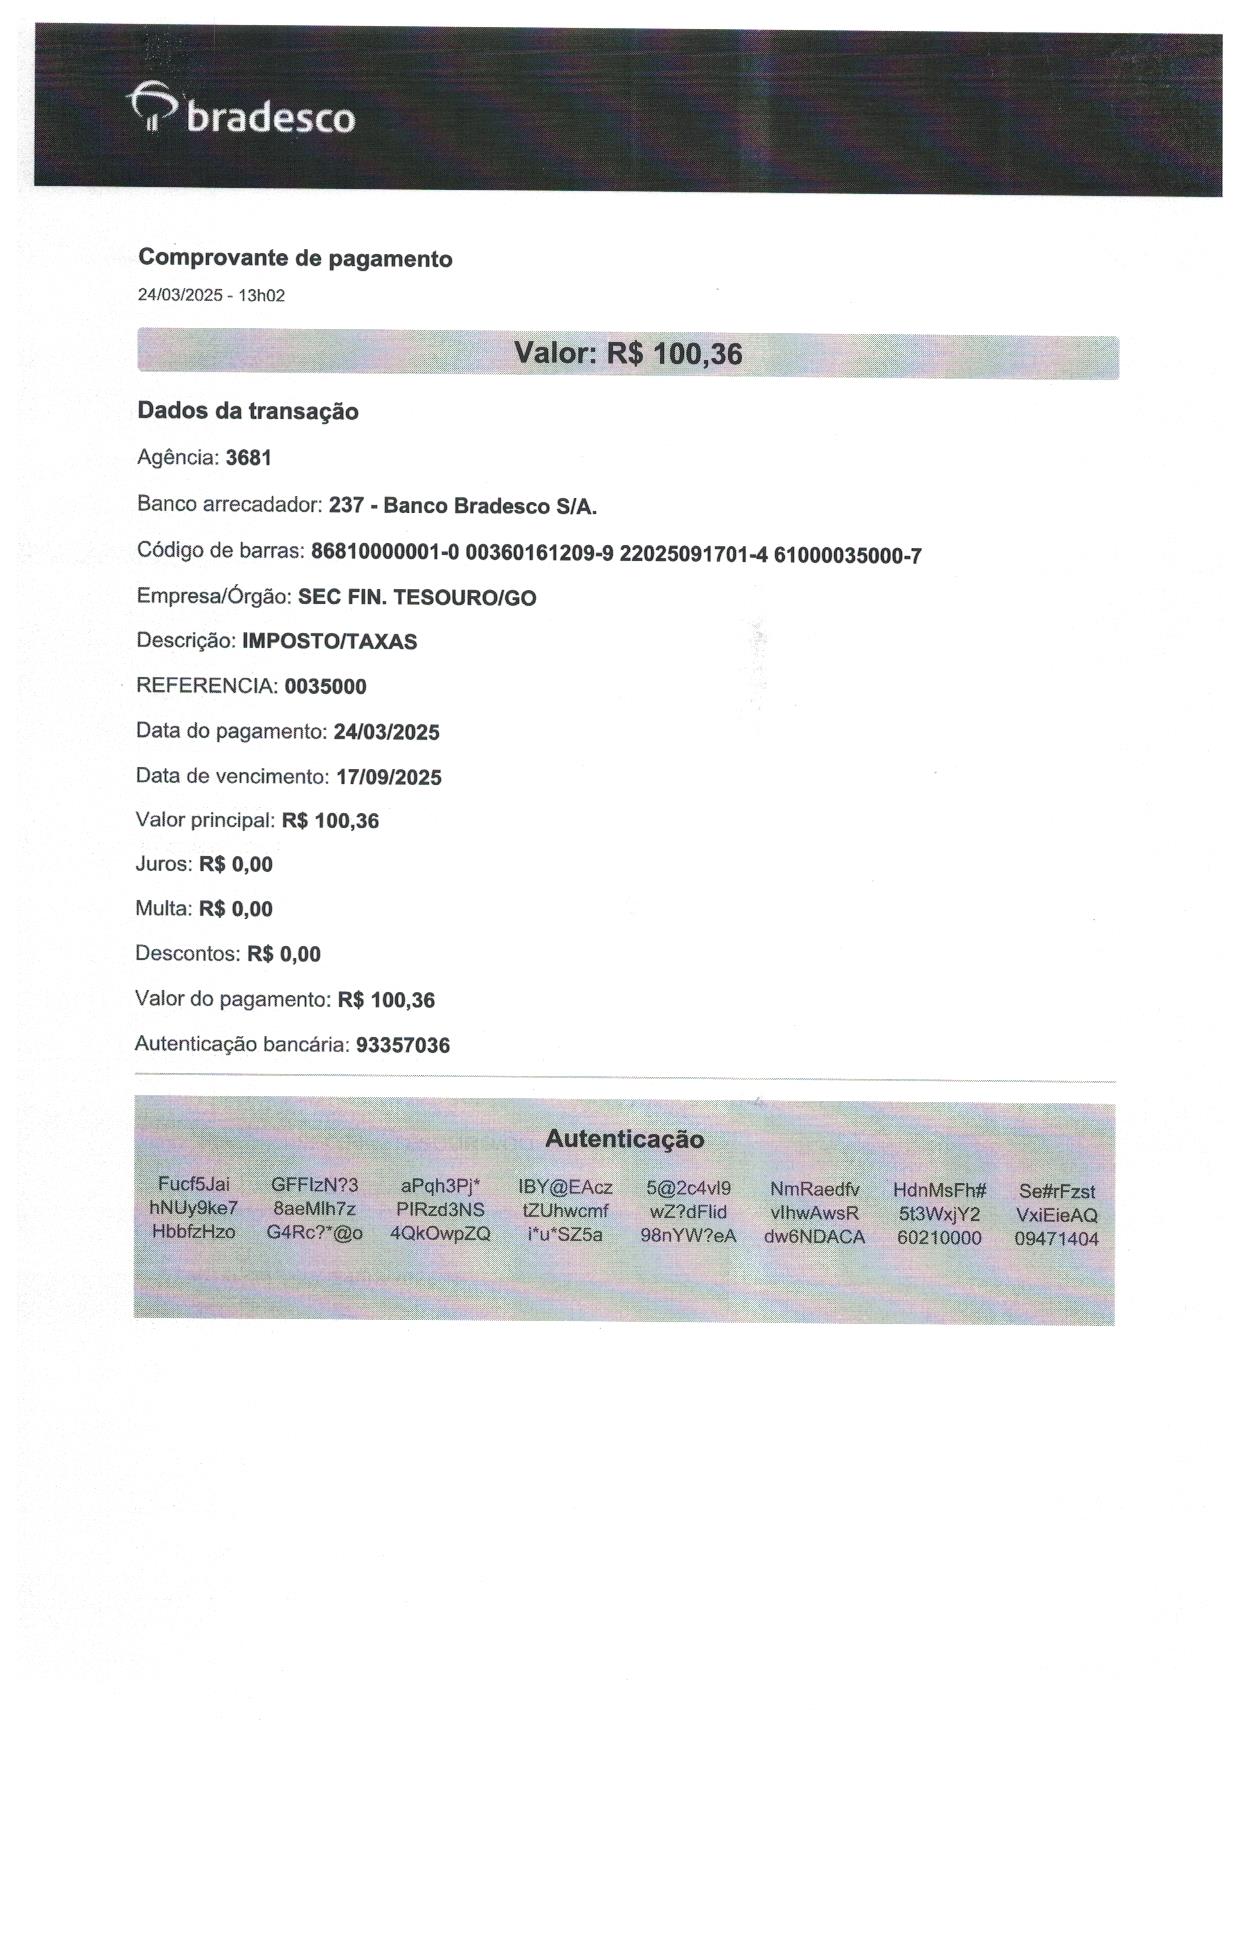 bradesco
Comprovante de pagamento
24/03/2025 - 13h02
Valor: R$ 100,36
Dados da transação
Agência: 3681
Banco arrecadador: 237 - Banco Bradesco S/A.
Código de barras: 86810000001-0 00360161209-9 22025091701-4 61000035000-7
Empresa/Órgão: SEC FIN. TESOURO/GO
Descrição: IMPOSTO/TAXAS
REFERENCIA: 0035000
Data do pagamento: 24/03/2025
Data de vencimento: 17/09/2025
Valor principal: R$ 100,36
Juros: R$ 0,00
Multa: R$ 0,00
Descontos: R$ 0,00
Valor do pagamento: R$ 100,36
Autenticação bancária: 93357036
Autenticação
Fucf5Jai GFFIzN?3 aPqh3Pj* IBY@EAcz 5@2c4vI9 NmRaedfv HdnMsFh# Se#rFzst
hNUy9ke7 8aeMlh7z PIRzd3NS tZUhwcmf wZ?dFlid vIhwAwsR 5t3WxjY2 VxiEieAQ
HbbfzHzo G4Rc?*@o 4QkOwpZQ i*u*SZ5a 98nYW?eA dw6NDACA 60210000 09471404